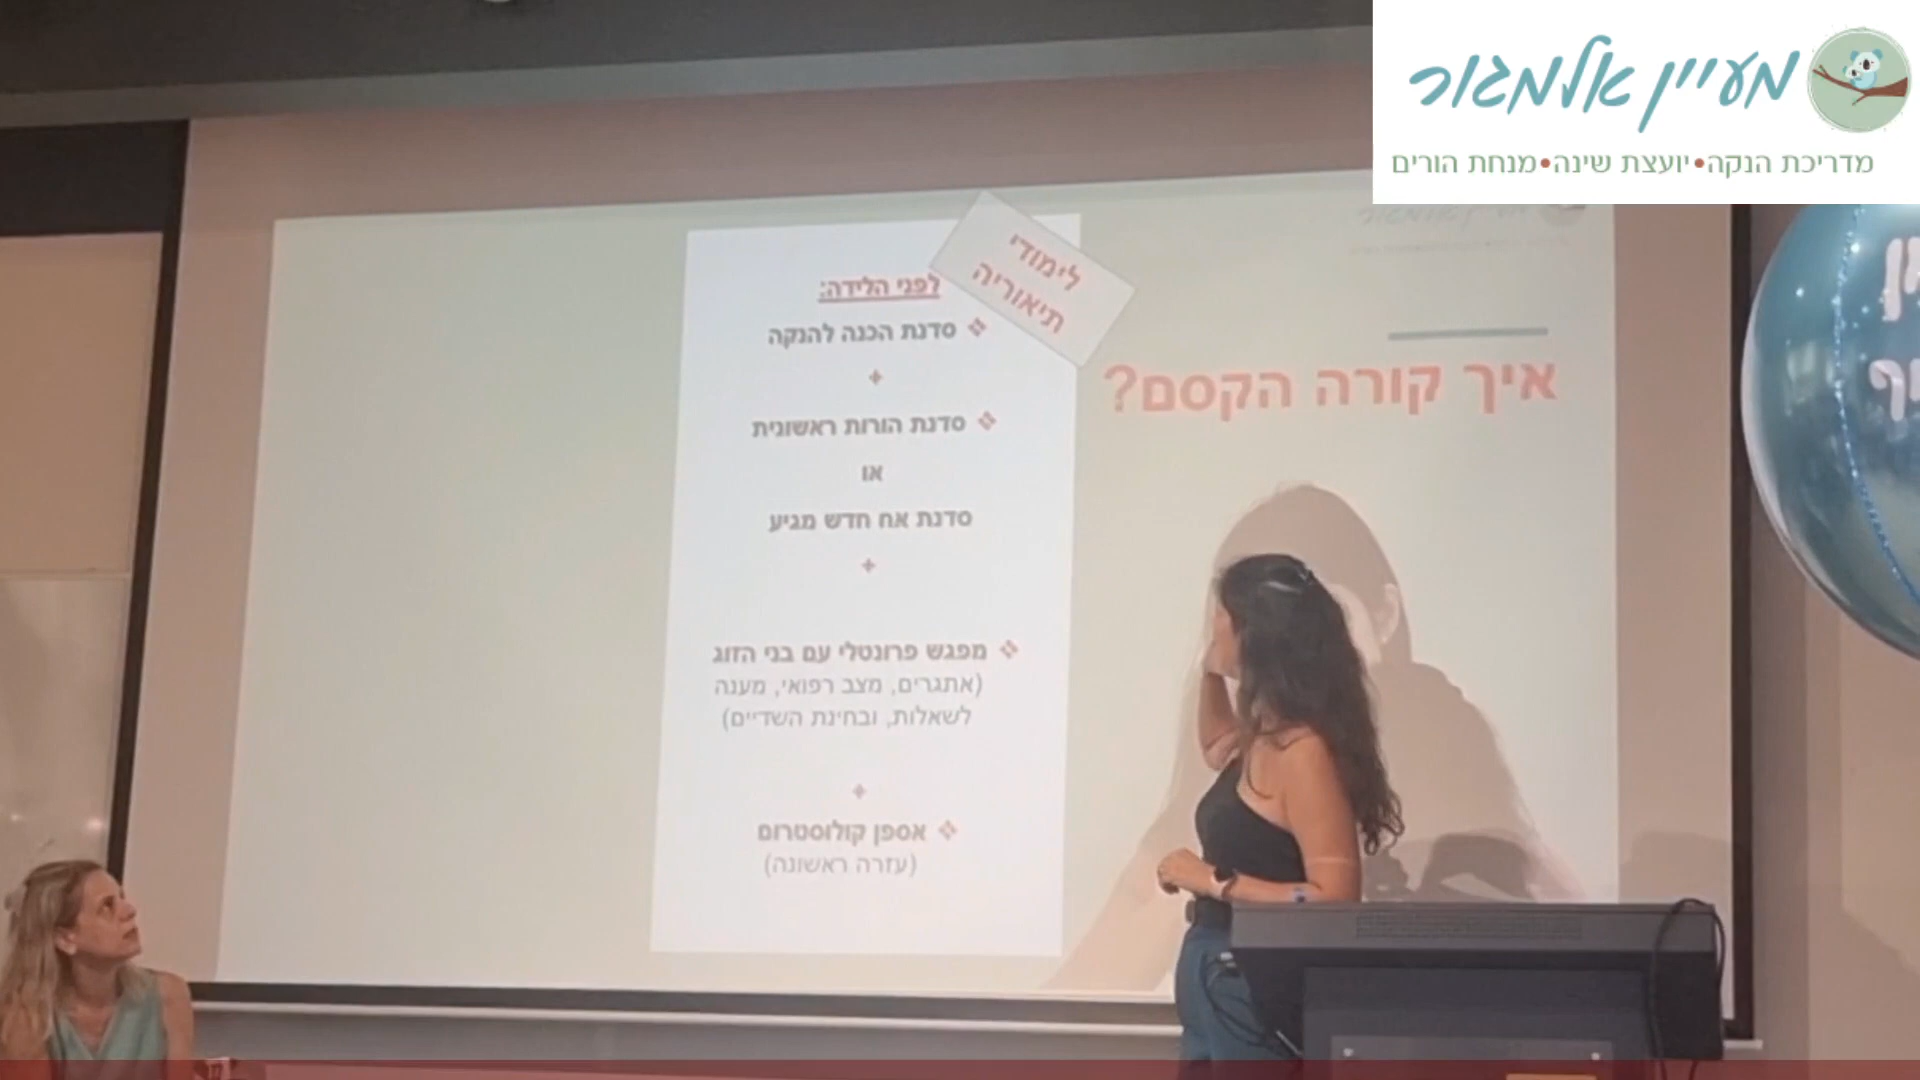 מעיין אלמגור
מדריכת הנקה•יועצת שינה•מנחת הורים
איך קורה הקסם?
לימודי
תיאוריה
לפני הלידה:
❖ סדנת הכנה להנקה
+
❖ סדנת הורות ראשונית
או
סדנת אח חדש מגיע
+
❖ מפגש פרונטלי עם בני הזוג
(אתגרים, מצב רפואי, מענה
לשאלות, ובחינת השדיים)
+
❖ אספן קולוסטרום
(עזרה ראשונה)